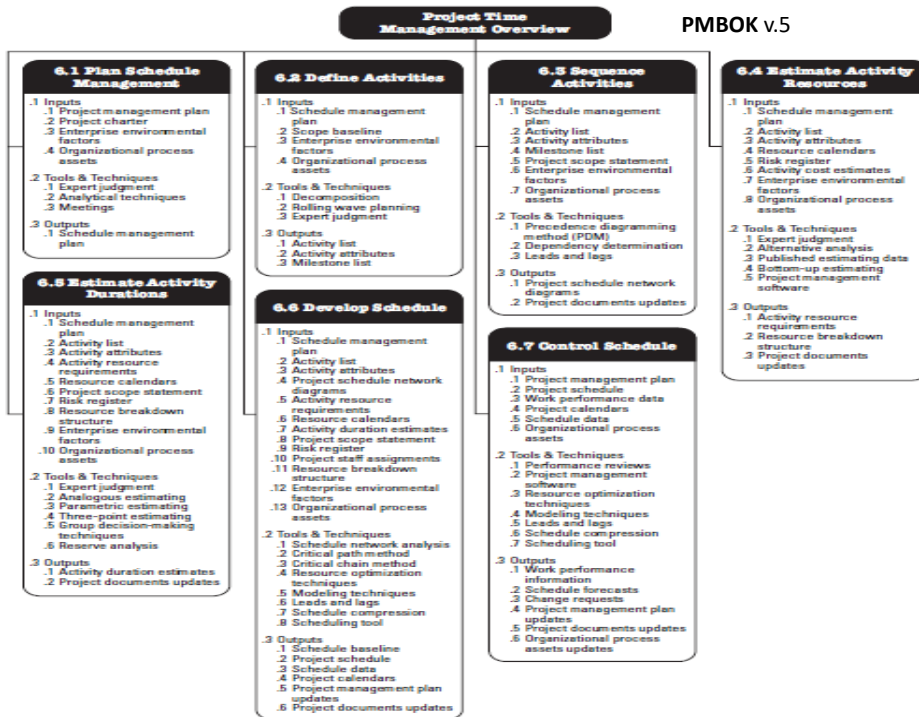 Project Time
Management Overview
PMBOK v.5
6.1 Plan Schedule
Management
.1 Inputs
.1 Project management plan
.2 Project charter
.3 Enterprise environmental
factors
.4 Organizational process
assets
.2 Tools & Techniques
.1 Expert judgment
.2 Analytical techniques
.3 Meetings
.3 Outputs
.1 Schedule management
plan
6.2 Define Activities
.1 Inputs
.1 Schedule management
plan
.2 Scope baseline
.3 Enterprise environmental
factors
.4 Organizational process
assets
.2 Tools & Techniques
.1 Decomposition
.2 Rolling wave planning
.3 Expert judgment
.3 Outputs
.1 Activity list
.2 Activity attributes
.3 Milestone list
6.3 Sequence
Activities
.1 Inputs
.1 Schedule management
plan
.2 Activity list
.3 Activity attributes
.4 Milestone list
.5 Project scope statement
.6 Enterprise environmental
factors
.7 Organizational process
assets
.2 Tools & Techniques
.1 Precedence diagramming
method (PDM)
.2 Dependency determination
.3 Leads and lags
.3 Outputs
.1 Project schedule network
diagrams
.2 Project documents updates
6.4 Estimate Activity
Resources
.1 Inputs
.1 Schedule management
plan
.2 Activity list
.3 Activity attributes
.4 Resource calendars
.5 Risk register
.6 Activity cost estimates
.7 Enterprise environmental
factors
.8 Organizational process
assets
.2 Tools & Techniques
.1 Expert judgment
.2 Alternative analysis
.3 Published estimating data
.4 Bottom-up estimating
.5 Project management
software
.3 Outputs
.1 Activity resource
requirements
.2 Resource breakdown
structure
.3 Project documents
updates
6.5 Estimate Activity
Durations
.1 Inputs
.1 Schedule management
plan
.2 Activity list
.3 Activity attributes
.4 Activity resource
requirements
.5 Resource calendars
.6 Project scope statement
.7 Risk register
.8 Resource breakdown
structure
.9 Enterprise environmental
factors
.10 Organizational process
assets
.2 Tools & Techniques
.1 Expert judgment
.2 Analogous estimating
.3 Parametric estimating
.4 Three-point estimating
.5 Group decision-making
techniques
.6 Reserve analysis
.3 Outputs
.1 Activity duration estimates
.2 Project documents updates
6.6 Develop Schedule
.1 Inputs
.1 Schedule management
plan
.2 Activity list
.3 Activity attributes
.4 Project schedule network
diagrams
.5 Activity resource
requirements
.6 Resource calendars
.7 Activity duration estimates
.8 Project scope statement
.9 Risk register
.10 Project staff assignments
.11 Resource breakdown
structure
.12 Enterprise environmental
factors
.13 Organizational process
assets
.2 Tools & Techniques
.1 Schedule network analysis
.2 Critical path method
.3 Critical chain method
.4 Resource optimization
techniques
.5 Modeling techniques
.6 Leads and lags
.7 Schedule compression
.8 Scheduling tool
.3 Outputs
.1 Schedule baseline
.2 Project schedule
.3 Schedule data
.4 Project calendars
.5 Project management plan
updates
.6 Project documents updates
6.7 Control Schedule
.1 Inputs
.1 Project management plan
.2 Project schedule
.3 Work performance data
.4 Project calendars
.5 Schedule data
.6 Organizational process
assets
.2 Tools & Techniques
.1 Performance reviews
.2 Project management
software
.3 Resource optimization
techniques
.4 Modeling techniques
.5 Leads and lags
.6 Schedule compression
.7 Scheduling tool
.3 Outputs
.1 Work performance
information
.2 Schedule forecasts
.3 Change requests
.4 Project management plan
updates
.5 Project documents updates
.6 Organizational process
assets updates